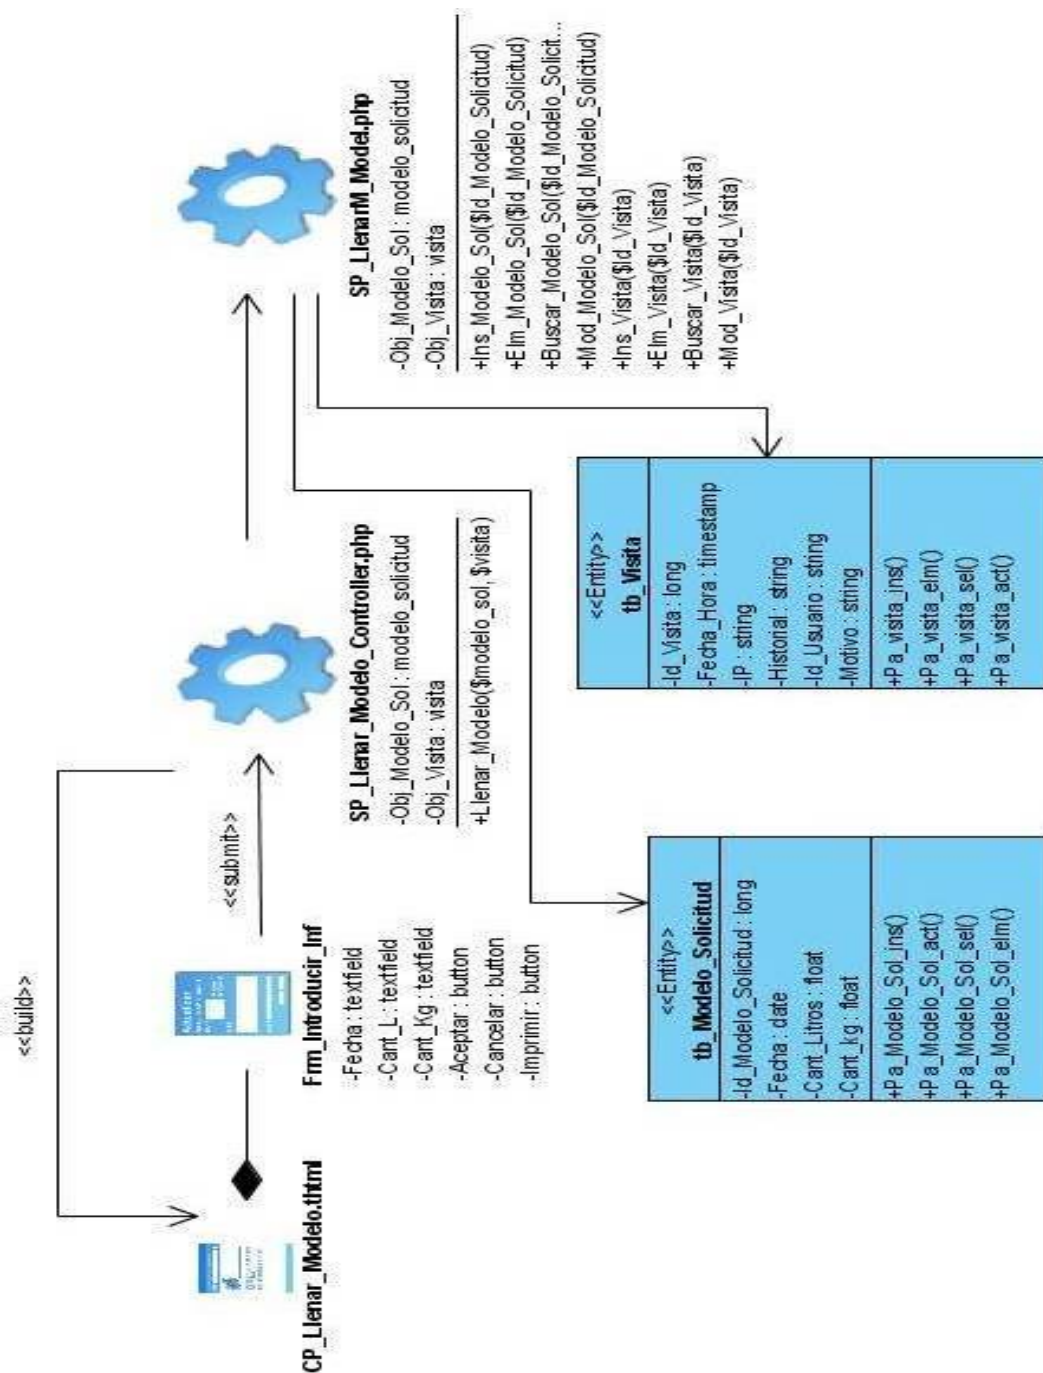 <<build>>
CP_Llenar_Modelo.thtml
Frm_Introducir_Inf
-Fecha : textfield
-Cant_L : textfield
-Cant_Kg : textfield
-Aceptar : button
-Cancelar : button
-Imprimir : button
<<submit>>
SP_Llenar_Modelo_Controller.php
-Obj_Modelo_Sol : modelo_solicitud
-Obj_Visita : visita
+Llenar_Modelo($modelo_sol, $visita)
SP_LlenarM_Model.php
-Obj_Modelo_Sol : modelo_solicitud
-Obj_Visita : visita
+Ins_Modelo_Sol($Id_Modelo_Solicitud)
+Elm_Modelo_Sol($Id_Modelo_Solicitud)
+Buscar_Modelo_Sol($Id_Modelo_Solicit...
+Mod_Modelo_Sol($Id_Modelo_Solicitud)
+Ins_Visita($Id_Visita)
+Elm_Visita($Id_Visita)
+Buscar_Visita($Id_Visita)
+Mod_Visita($Id_Visita)
<<Entity>>
tb_Modelo_Solicitud
-Id_Modelo_Solicitud : long
-Fecha : date
-Cant_Litros : float
-Cant_kg : float
+Pa_Modelo_Sol_ins()
+Pa_Modelo_Sol_act()
+Pa_Modelo_Sol_sel()
+Pa_Modelo_Sol_elm()
<<Entity>>
tb_Visita
-Id_Visita : long
-Fecha_Hora : timestamp
-IP : string
-Historial : string
-Id_Usuario : string
-Motivo : string
+Pa_visita_ins()
+Pa_visita_elm()
+Pa_visita_sel()
+Pa_visita_act()